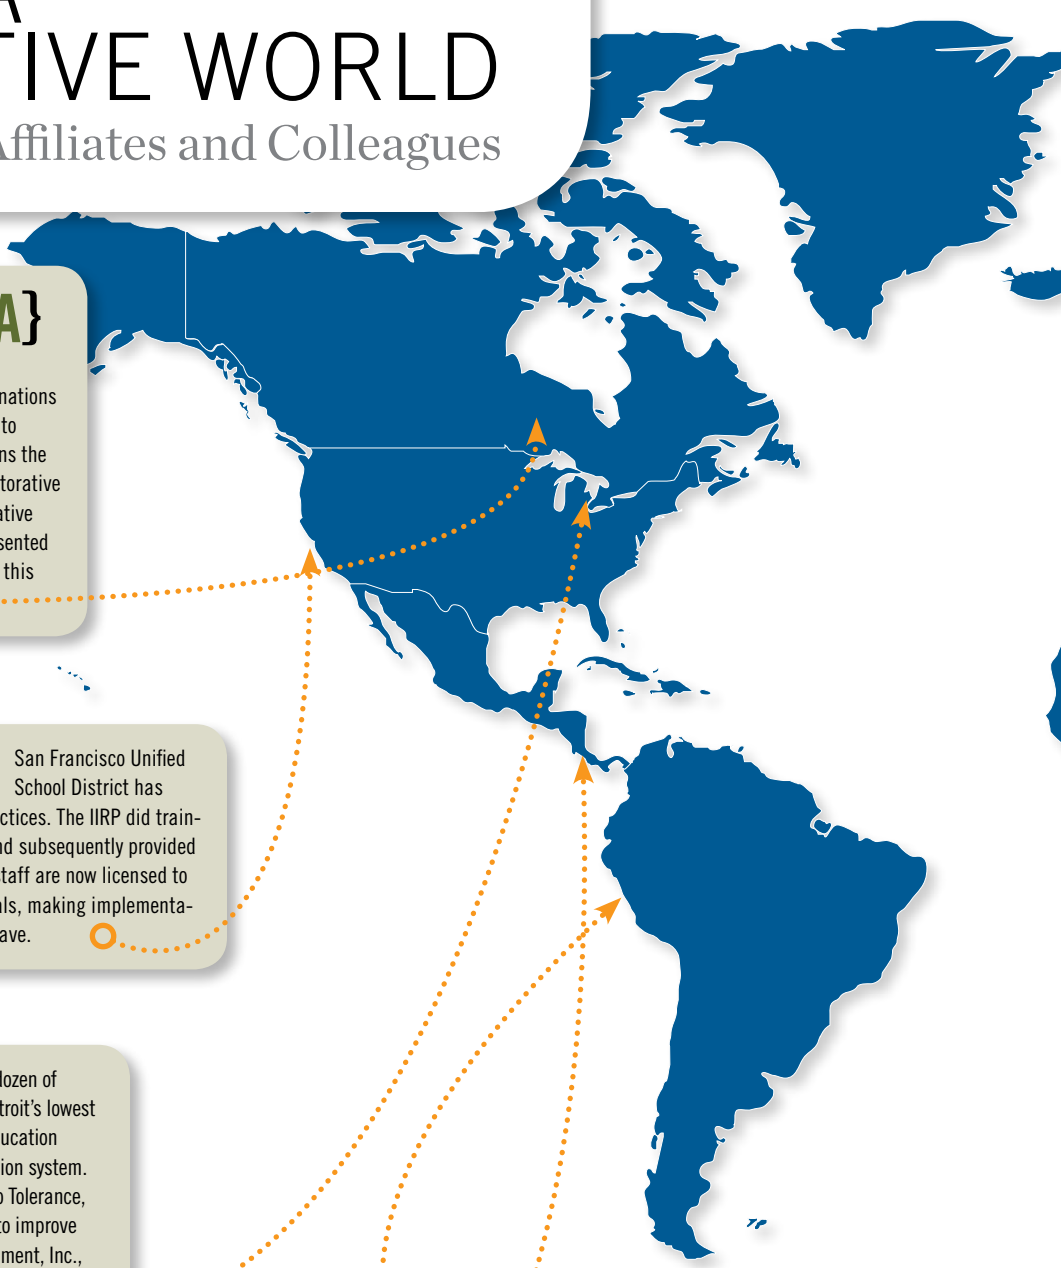 A
TIVE WORLD
Affiliates and Colleagues
A}
nations
to
ns the
torative
ative
sented
this
San Francisco Unified
School District has
ctices. The IIRP did train-
nd subsequently provided
staff are now licensed to
als, making implementa-
ave.
dozen of
troit's lowest
ucation
ion system.
o Tolerance,
to improve
ment, Inc.,